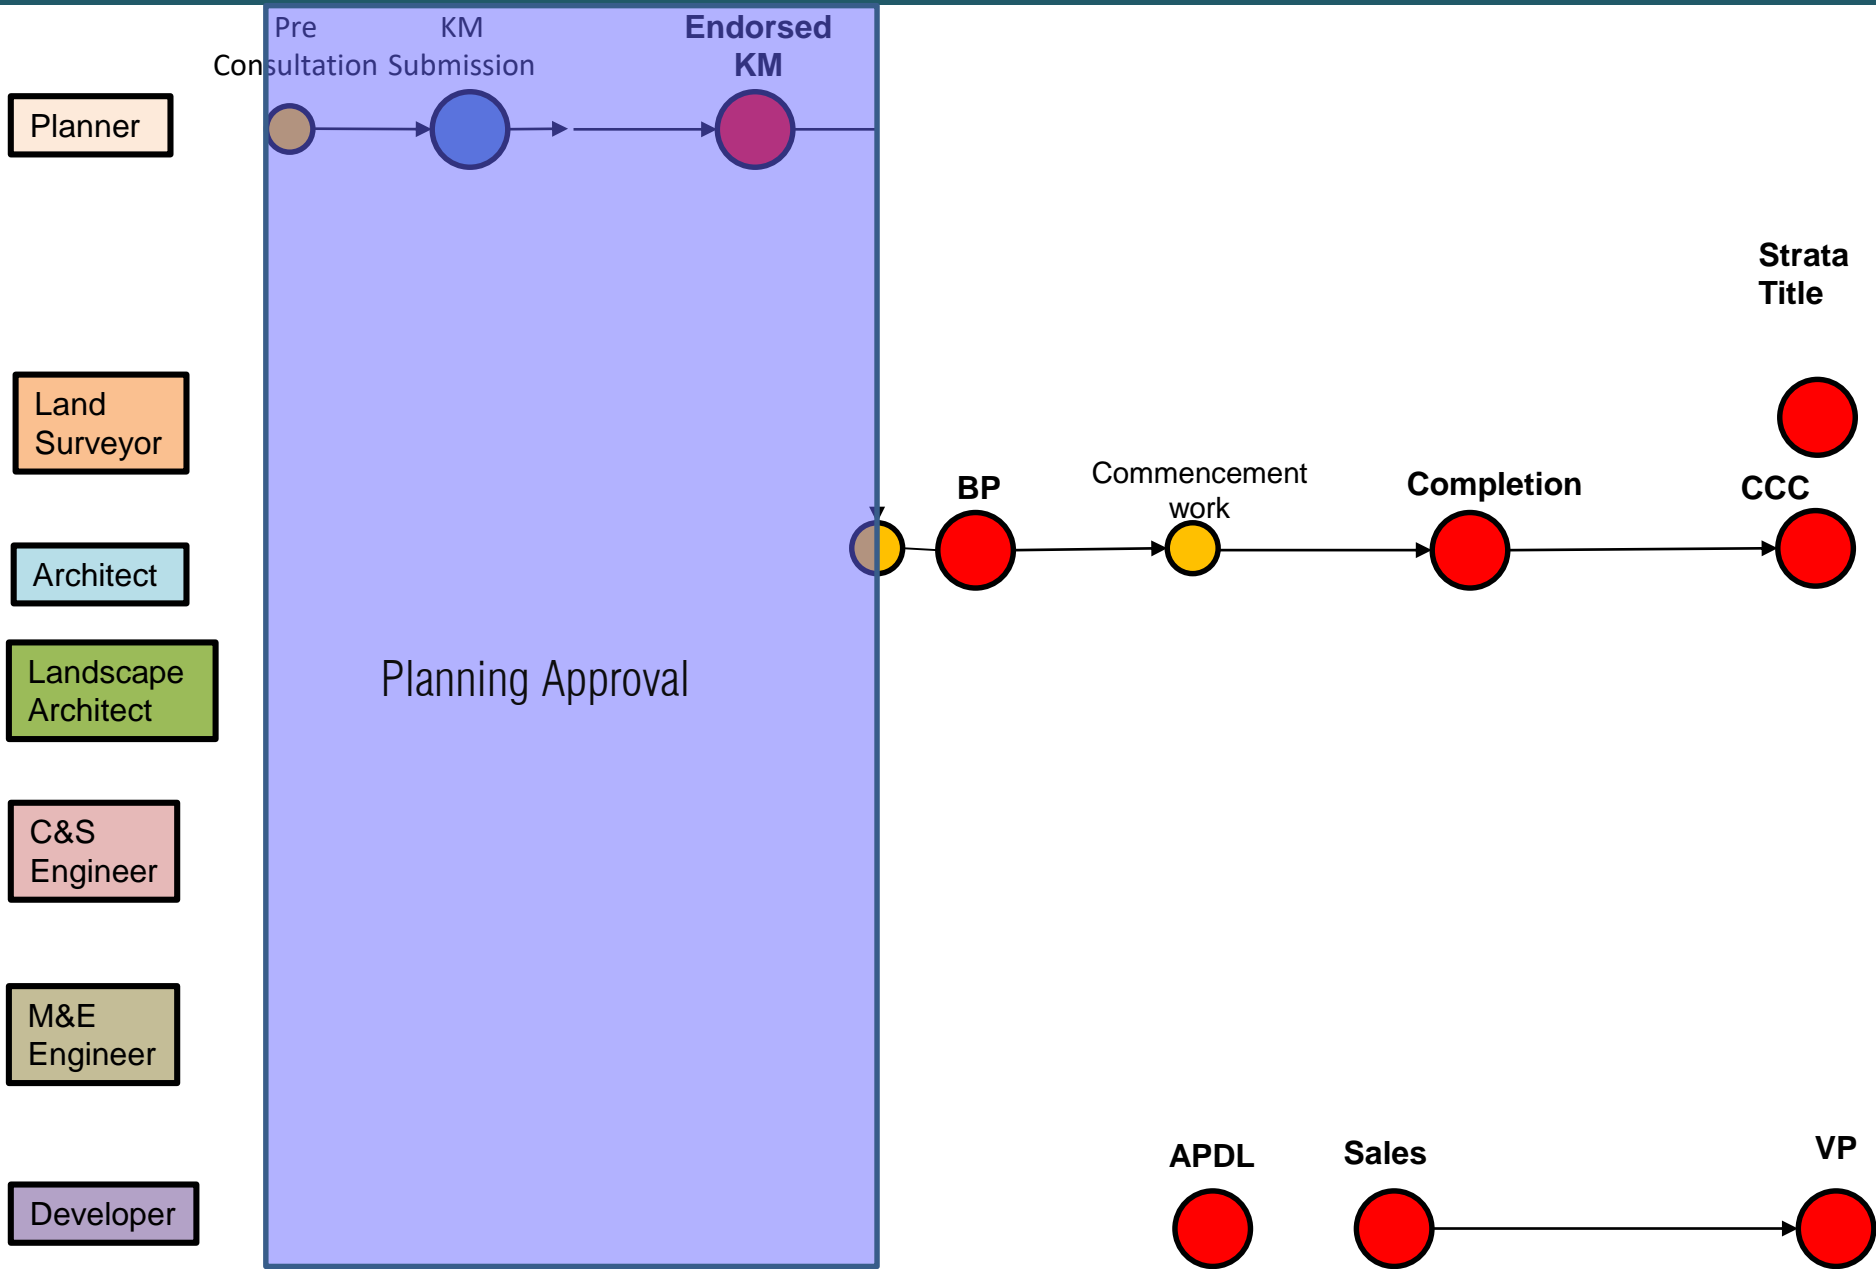 Pre
Consultation
KM
Submission
Endorsed
KM
Planner
Strata
Title
Land
Surveyor
BP
Commencement
work
Completion
CCC
Architect
Landscape
Architect
Planning Approval
C&S
Engineer
M&E
Engineer
APDL
Sales
VP
Developer